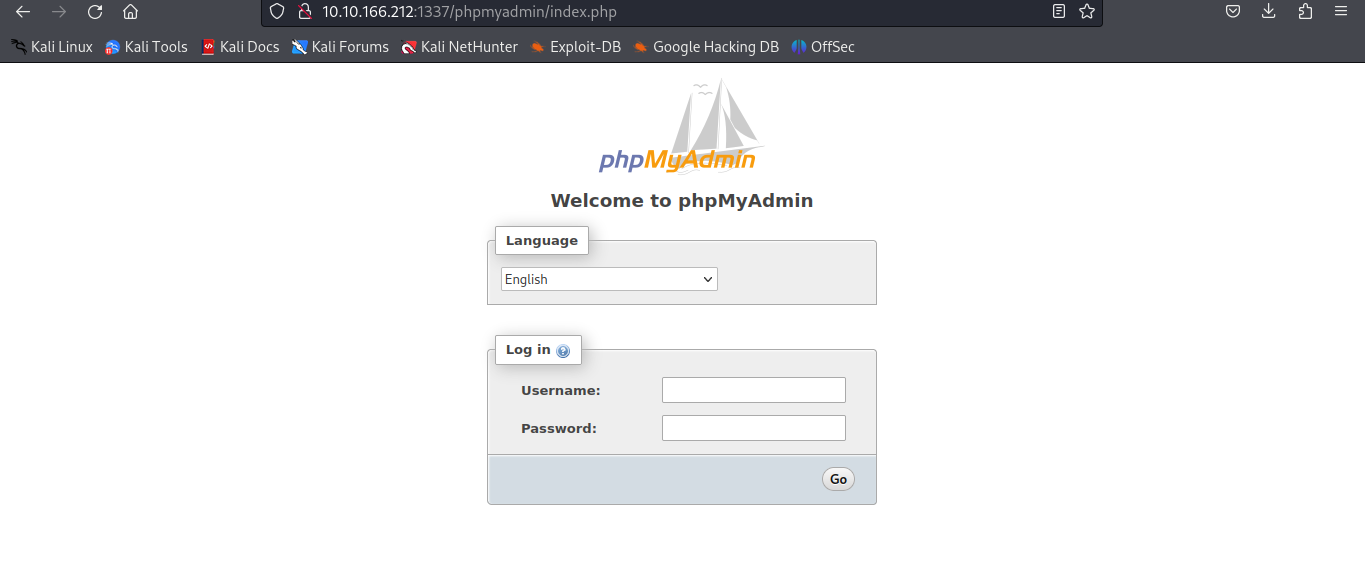 10.10.166.212:1337/phpmyadmin/index.php
Kali Linux Kali Tools Kali Docs Kali Forums Kali NetHunter Exploit-DB Google Hacking DB OffSec
phpMyAdmin
Welcome to phpMyAdmin
Language
English
Log in
Username:
Password:
Go